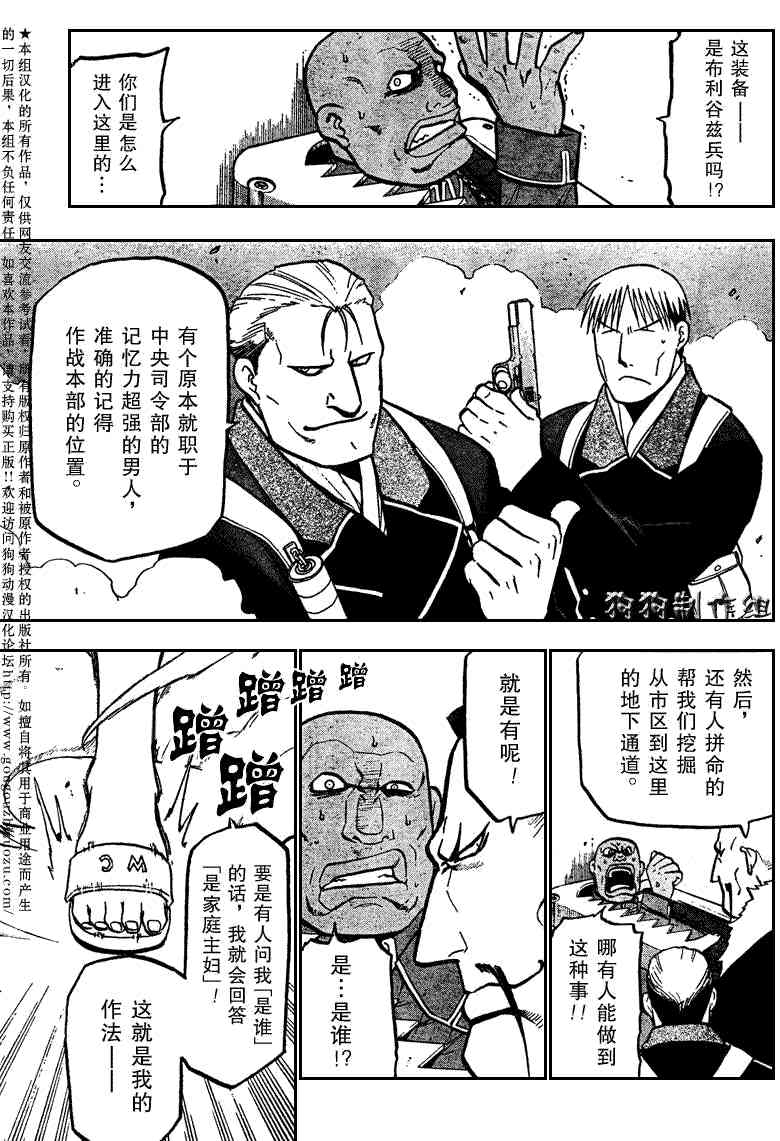 这装备——
是布利谷兹兵吗!?
你们是怎么
进入这里的…
有个原本就职于
中央司令部的
记忆力超强的男人，
准确的记得
作战本部的位置。
狗狗制作组
然后，
还有人拼命的
帮我们挖掘
从市区到这里
的地下通道。
哪有人能做到
这种事!!
就是有呢！
是…是谁!?
蹭
蹭
蹭
蹭
蹭
要是有人问我「是谁」
的话，我就会回答
「是家庭主妇」！
这就是我的
作法——
WC
★本组汉化的所有作品，仅供网友交流参考试看，所有版权归原作者和被原作者授权的出版社所有。如擅自将其用于商业用途而产生
的一切后果，本组不负任何责任，如喜欢本作品，请支持购买正版!!欢迎访问狗狗动漫汉化论坛